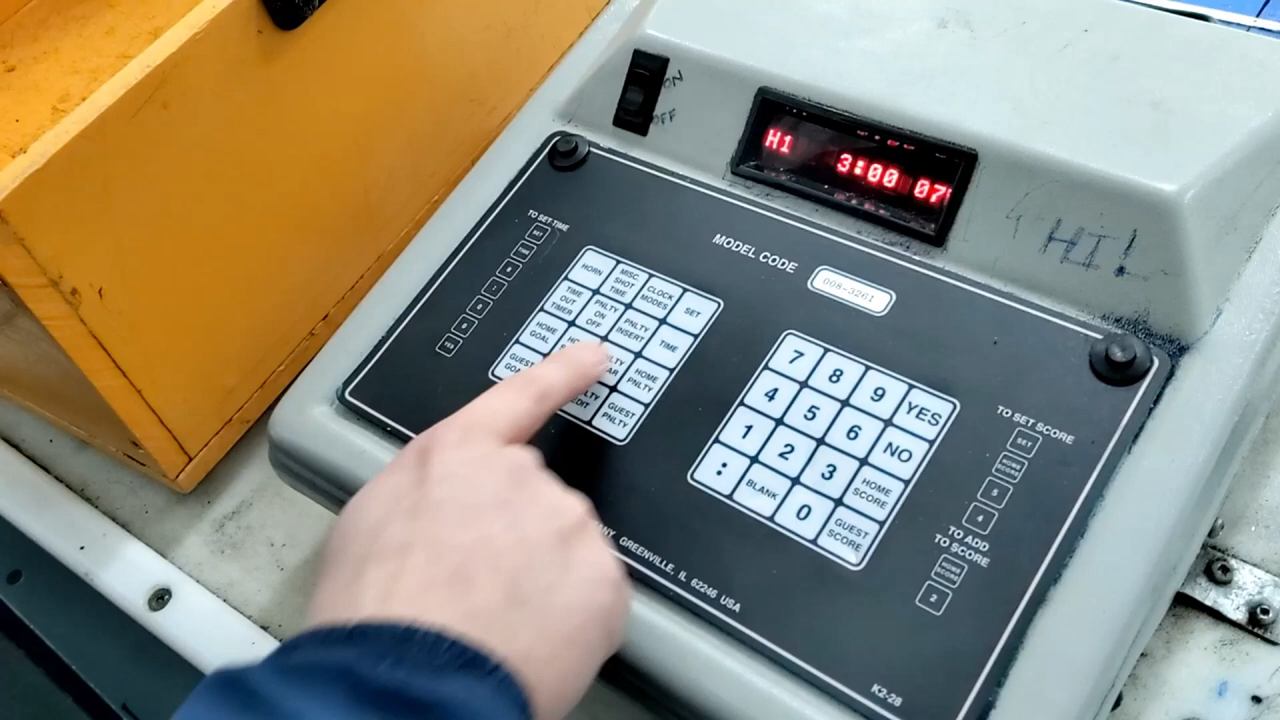 ON
OFF
H1 3:00 07
HI!
MODEL CODE
008-3261
TO SET TIME
SET
TIME
YES
HORN
MISC. SHOT TIME
CLOCK MODES
SET
TIME OUT TIMER
PNLTY ON OFF
PNLTY INSERT
TIME
HOME GOAL
HOME PNLTY
GUEST
GUEST PNLTY
7 8 9 YES
4 5 6 NO
1 2 3 HOME SCORE
: BLANK 0 GUEST SCORE
TO SET SCORE
SET
HOME SCORE
5
4
TO ADD
TO SCORE
HOME SCORE
2
GREENVILLE, IL 62246 USA
K2-28